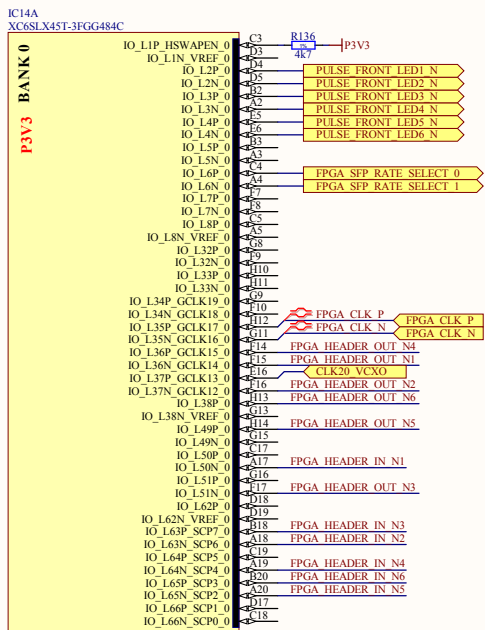 IC14A
XC6SLX45T-3FGG484C
BANK 0
P3V3
IO_L1P_HSWAPEN_0 C3 R136 1% 4k7 P3V3
IO_L1N_VREF_0 D3
IO_L2P_0 D4 PULSE_FRONT_LED1_N
IO_L2N_0 D5 PULSE_FRONT_LED2_N
IO_L3P_0 B2 PULSE_FRONT_LED3_N
IO_L3N_0 A2 PULSE_FRONT_LED4_N
IO_L4P_0 E5 PULSE_FRONT_LED5_N
IO_L4N_0 E6 PULSE_FRONT_LED6_N
IO_L5P_0 B3
IO_L5N_0 A3
IO_L6P_0 C4 FPGA_SFP_RATE_SELECT_0
IO_L6N_0 A4 FPGA_SFP_RATE_SELECT_1
IO_L7P_0 F7
IO_L7N_0 F8
IO_L8P_0 C5
IO_L8N_VREF_0 A5
IO_L32P_0 G8
IO_L32N_0 F9
IO_L33P_0 H10
IO_L33N_0 H11
IO_L34P_GCLK19_0 G9
IO_L34N_GCLK18_0 F10 FPGA_CLK_P
IO_L35P_GCLK17_0 H12 FPGA_CLK_N FPGA_CLK_P
IO_L35N_GCLK16_0 G11 FPGA_CLK_N
IO_L36P_GCLK15_0 F14 FPGA_HEADER_OUT_N4
IO_L36N_GCLK14_0 F15 FPGA_HEADER_OUT_N1
IO_L37P_GCLK13_0 E16 CLK20_VCXO
IO_L37N_GCLK12_0 F16 FPGA_HEADER_OUT_N2
IO_L38P_0 H13 FPGA_HEADER_OUT_N6
IO_L38N_VREF_0 G13
IO_L49P_0 H14 FPGA_HEADER_OUT_N5
IO_L49N_0 G15
IO_L50P_0 C17
IO_L50N_0 A17 FPGA_HEADER_IN_N1
IO_L51P_0 G16
IO_L51N_0 F17 FPGA_HEADER_OUT_N3
IO_L62P_0 D18
IO_L62N_VREF_0 D19
IO_L63P_SCP7_0 B18 FPGA_HEADER_IN_N3
IO_L63N_SCP6_0 A18 FPGA_HEADER_IN_N2
IO_L64P_SCP5_0 C19
IO_L64N_SCP4_0 A19 FPGA_HEADER_IN_N4
IO_L65P_SCP3_0 B20 FPGA_HEADER_IN_N6
IO_L65N_SCP2_0 A20 FPGA_HEADER_IN_N5
IO_L66P_SCP1_0 D17
IO_L66N_SCP0_0 C18